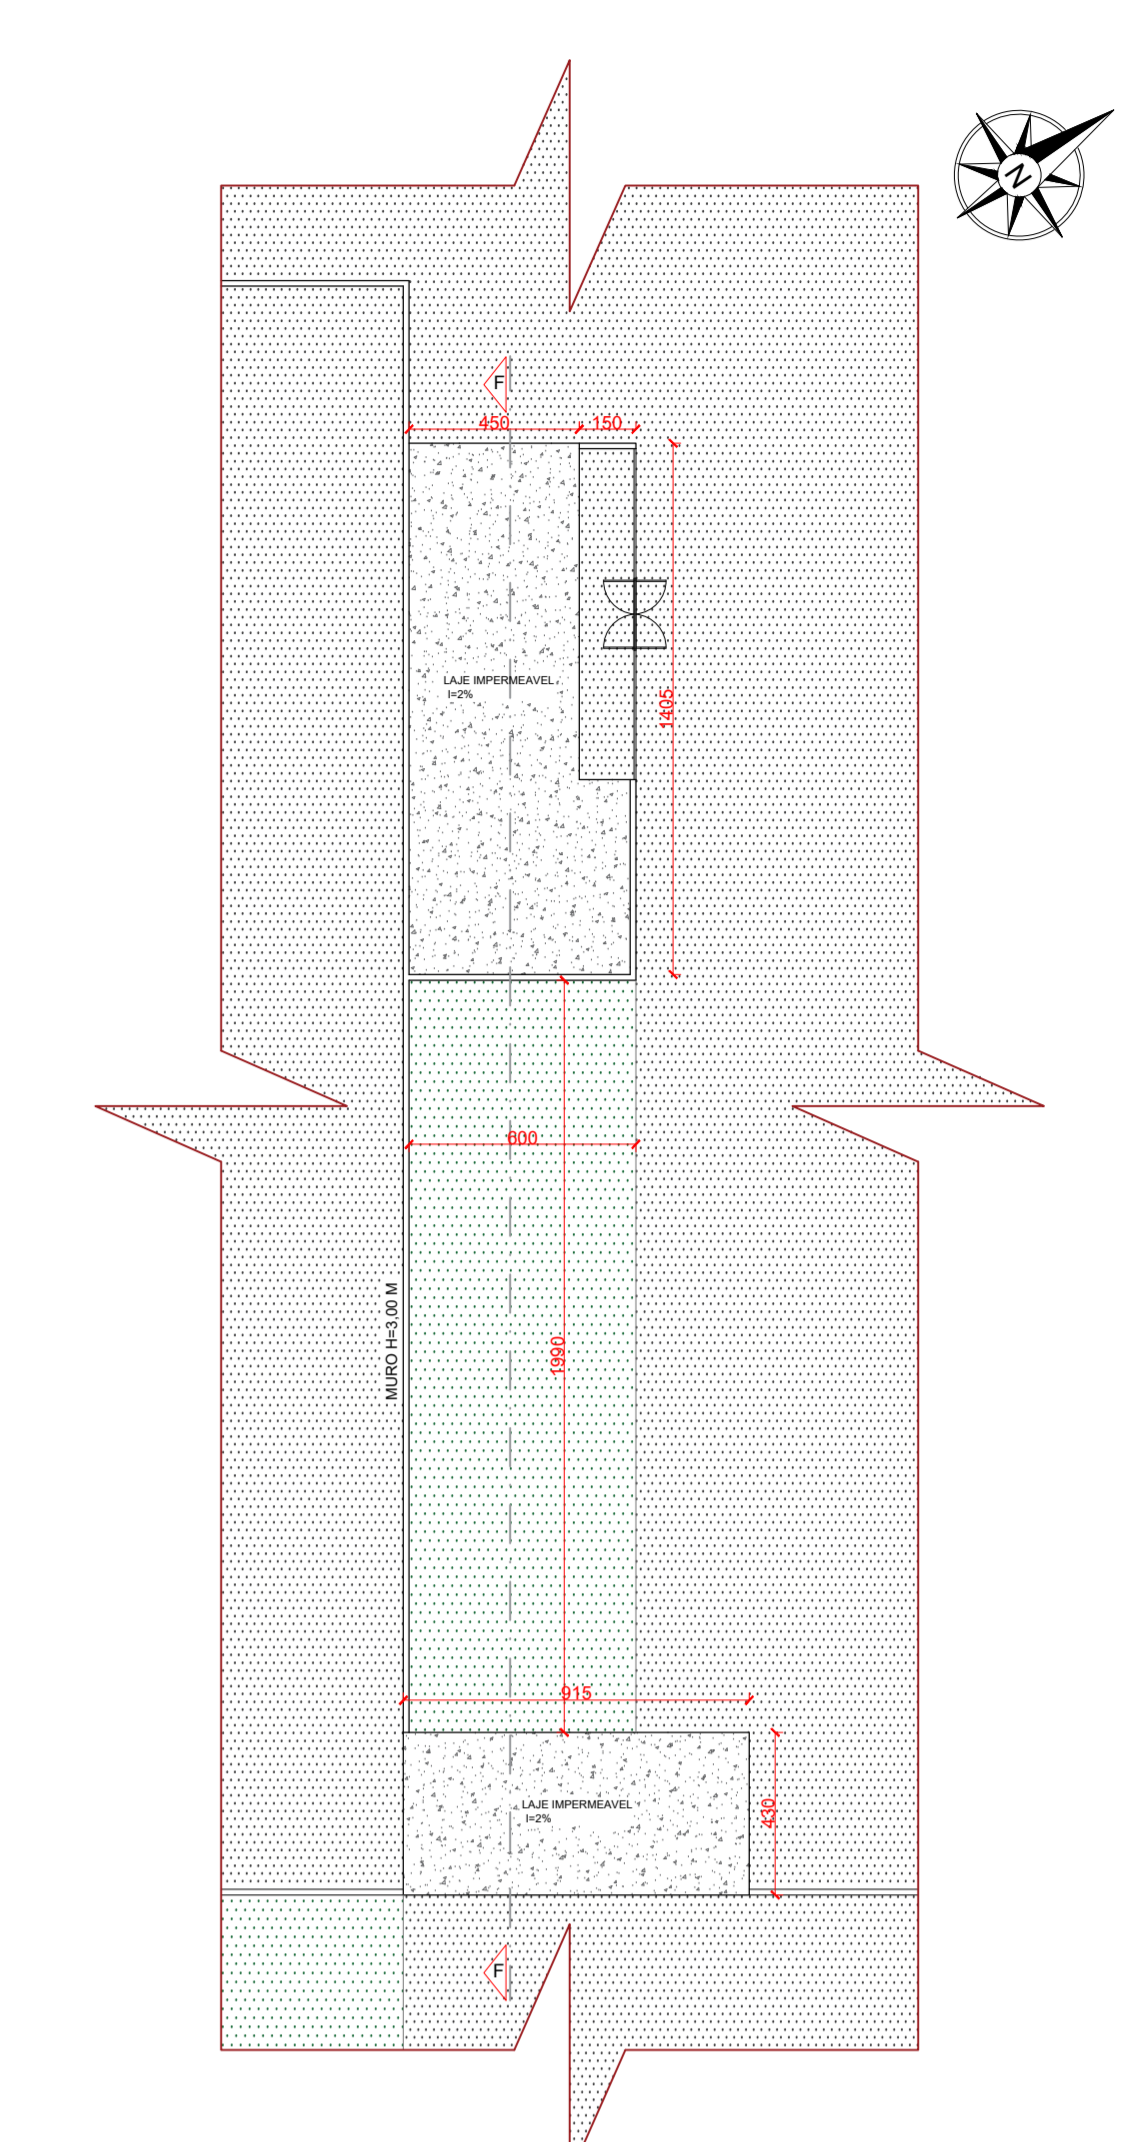 N
F
450
150
LAJE IMPERMEAVEL
I=2%
1405
600
MURO H=3,00 M
1990
915
LAJE IMPERMEAVEL
I=2%
430
F